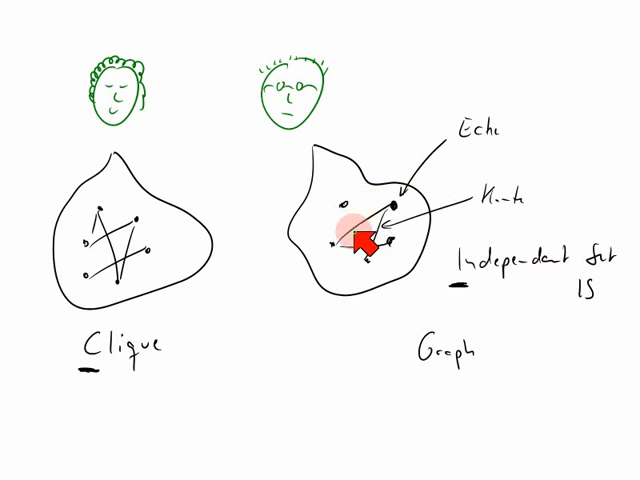 Ecke
Kante
Independent Set
IS
Clique
Graph